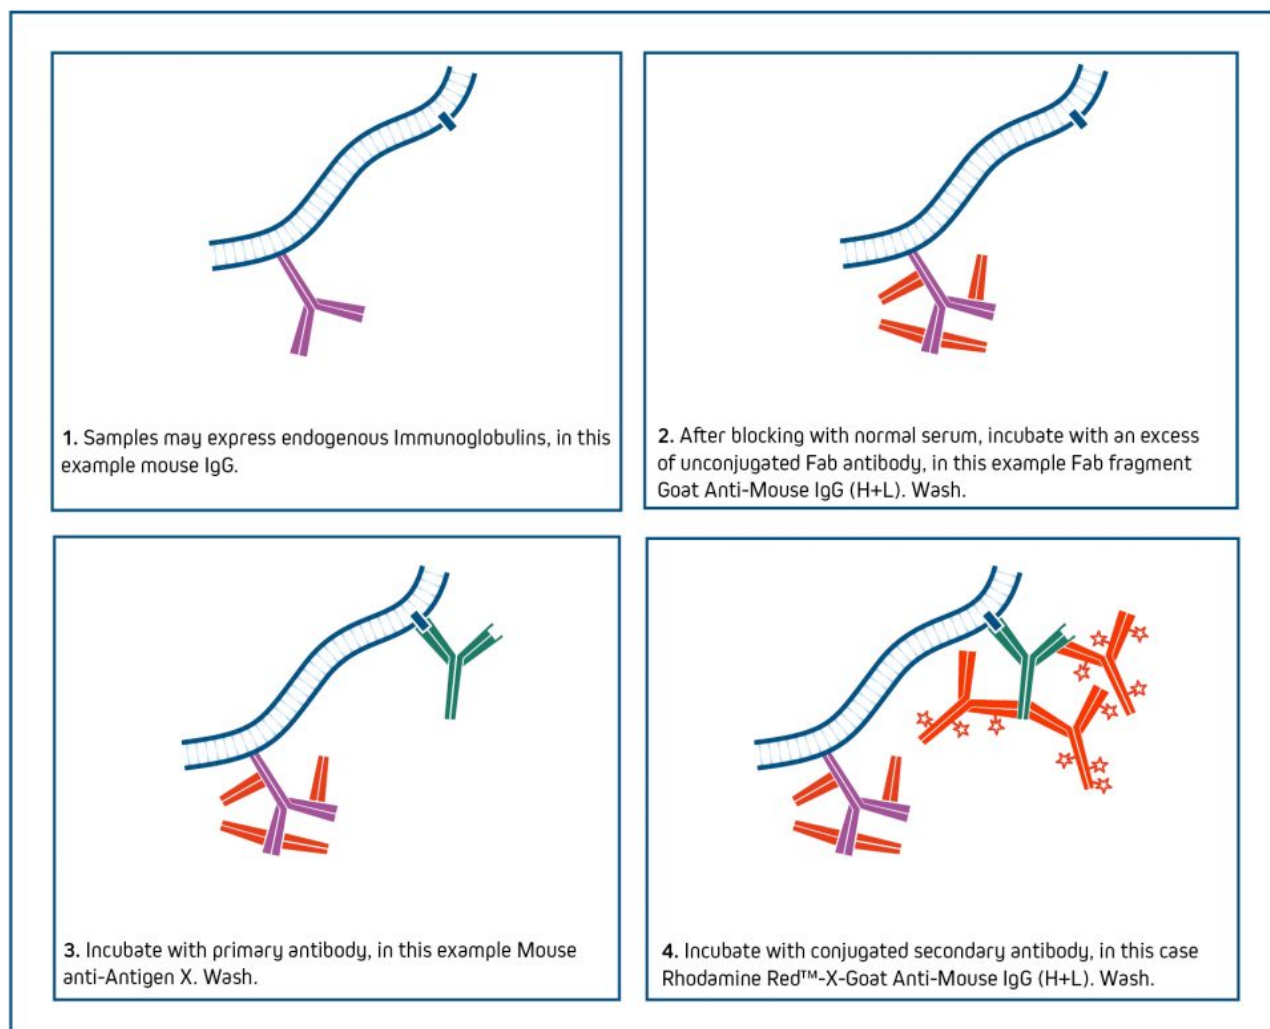 1. Samples may express endogenous Immunoglobulins, in this
example mouse IgG.
2. After blocking with normal serum, incubate with an excess
of unconjugated Fab antibody, in this example Fab fragment
Goat Anti-Mouse IgG (H+L). Wash.
3. Incubate with primary antibody, in this example Mouse
anti-Antigen X. Wash.
4. Incubate with conjugated secondary antibody, in this case
Rhodamine Red™-X-Goat Anti-Mouse IgG (H+L). Wash.